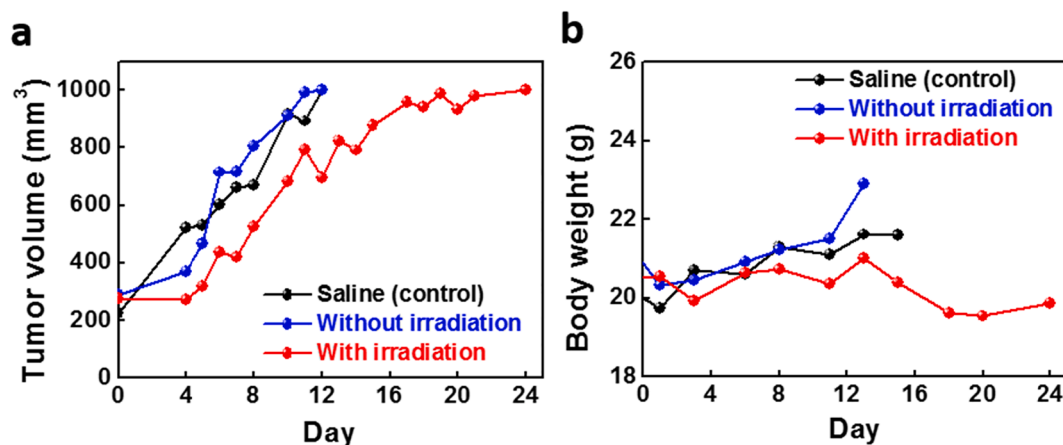 a
Tumor volume (mm³)
1000
800
600
400
200
0
0 4 8 12 16 20 24
Day
Saline (control)
Without irradiation
With irradiation
b
Body weight (g)
26
24
22
20
18
0 4 8 12 16 20 24
Day
Saline (control)
Without irradiation
With irradiation